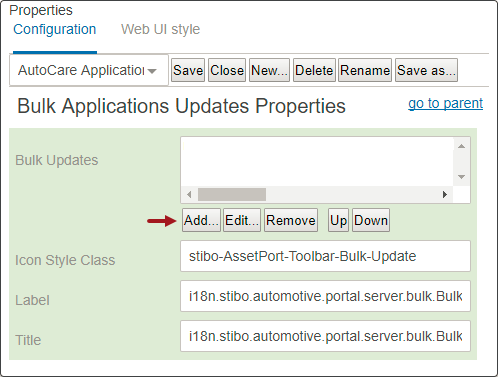 Properties
Configuration Web UI style
AutoCare Application Save Close New... Delete Rename Save as...
Bulk Applications Updates Properties go to parent
Bulk Updates
Add... Edit... Remove Up Down
Icon Style Class stibo-AssetPort-Toolbar-Bulk-Update
Label i18n.stibo.automotive.portal.server.bulk.Bulk
Title i18n.stibo.automotive.portal.server.bulk.Bulk